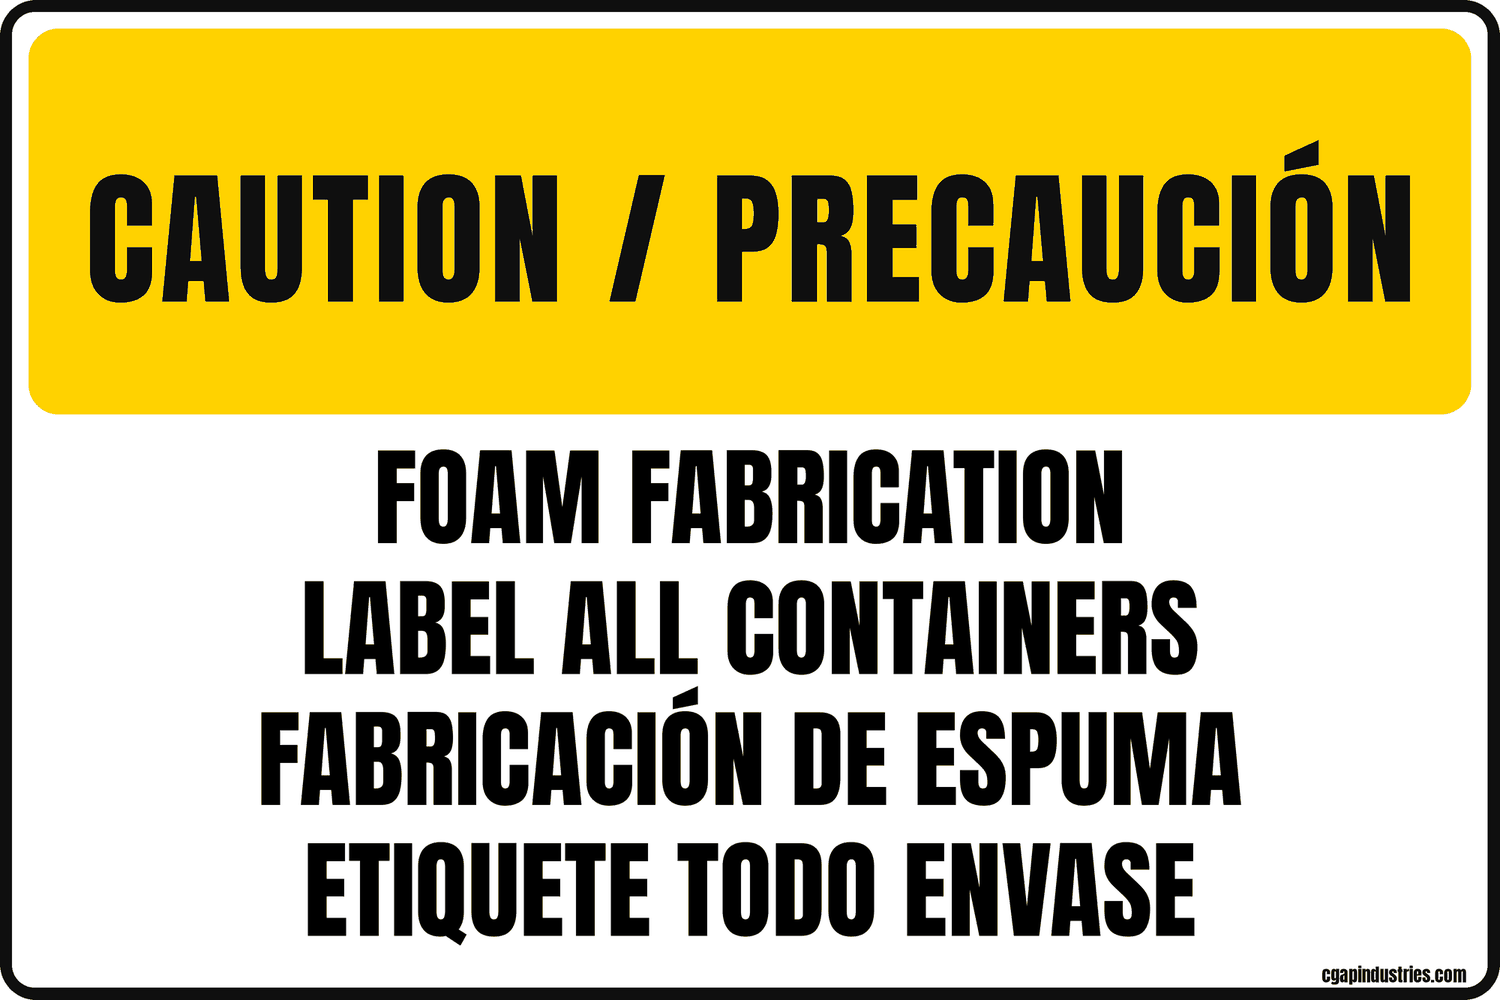 CAUTION / PRECAUCIÓN
FOAM FABRICATION
LABEL ALL CONTAINERS
FABRICACIÓN DE ESPUMA
ETIQUETE TODO ENVASE
cgapindustries.com